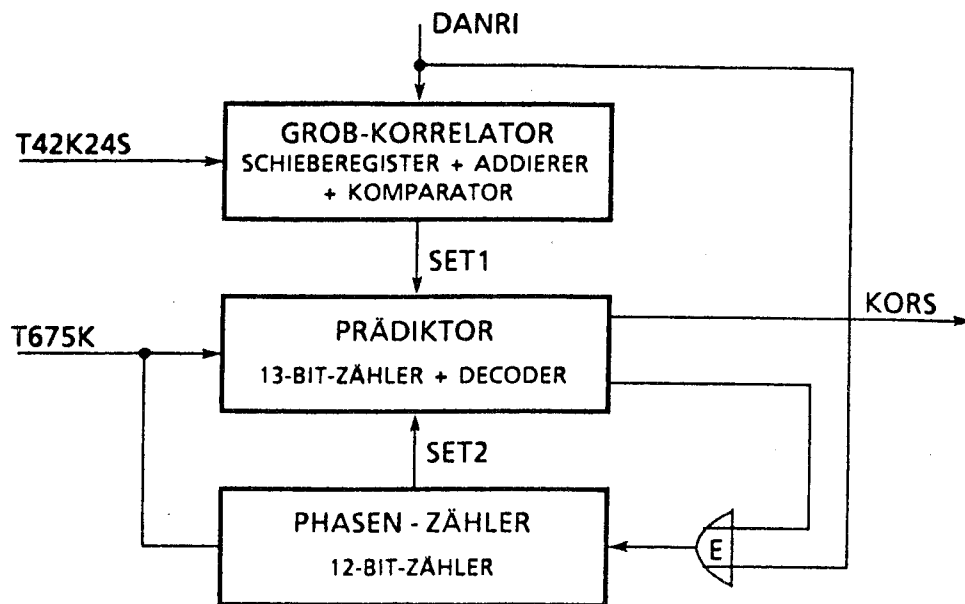 DANRI
T42K24S
GROB-KORRELATOR
SCHIEBEREGISTER + ADDIERER
+ KOMPARATOR
SET1
T675K
PRÄDIKTOR
13-BIT-ZÄHLER + DECODER
KORS
SET2
PHASEN - ZÄHLER
12-BIT-ZÄHLER
E